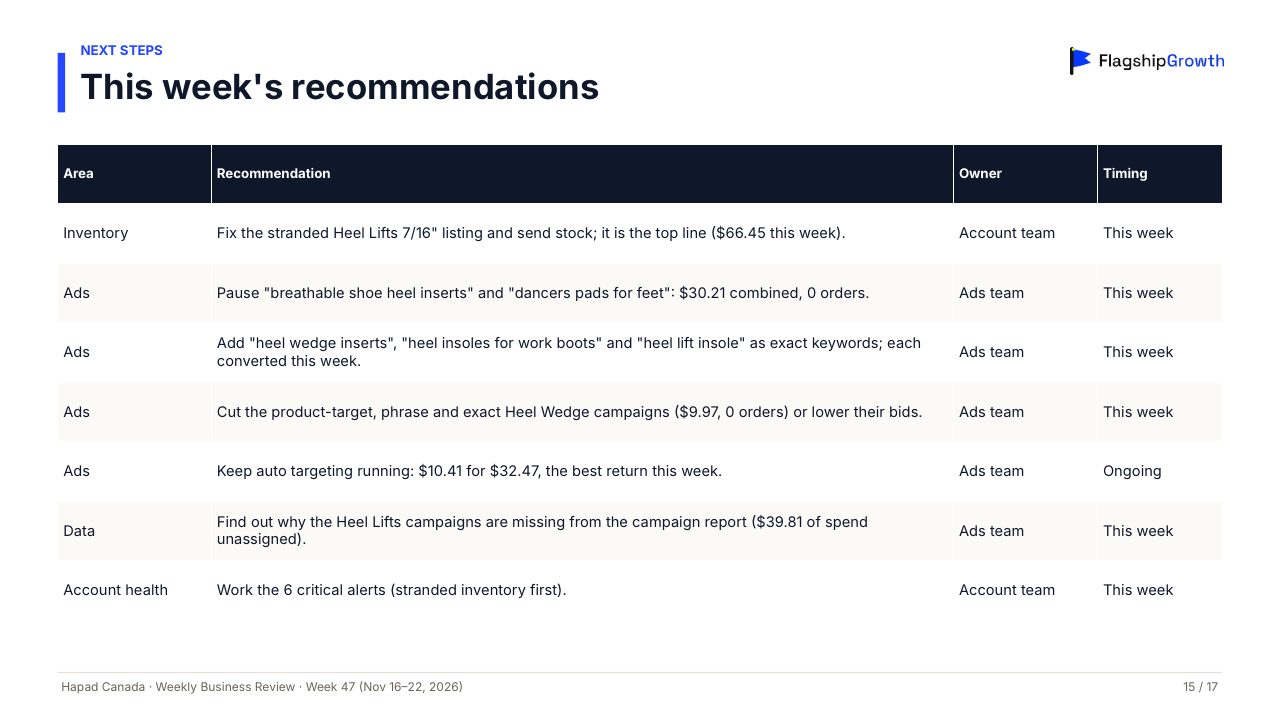 NEXT STEPS
This week's recommendations
FlagshipGrowth
Area Recommendation Owner Timing
Inventory Fix the stranded Heel Lifts 7/16" listing and send stock; it is the top line ($66.45 this week). Account team This week
Ads Pause "breathable shoe heel inserts" and "dancers pads for feet": $30.21 combined, 0 orders. Ads team This week
Ads Add "heel wedge inserts", "heel insoles for work boots" and "heel lift insole" as exact keywords; each
converted this week. Ads team This week
Ads Cut the product-target, phrase and exact Heel Wedge campaigns ($9.97, 0 orders) or lower their bids. Ads team This week
Ads Keep auto targeting running: $10.41 for $32.47, the best return this week. Ads team Ongoing
Data Find out why the Heel Lifts campaigns are missing from the campaign report ($39.81 of spend
unassigned). Ads team This week
Account health Work the 6 critical alerts (stranded inventory first). Account team This week
Hapad Canada · Weekly Business Review · Week 47 (Nov 16–22, 2026) 15 / 17